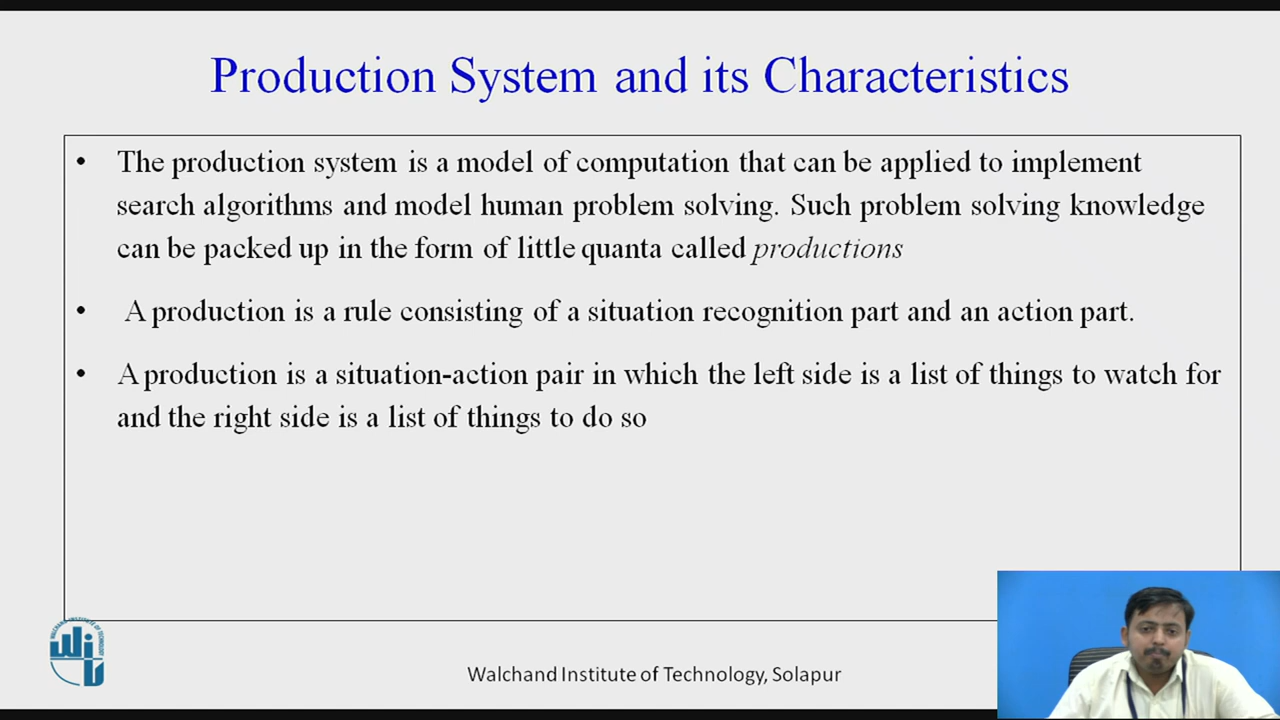 Production System and its Characteristics
• The production system is a model of computation that can be applied to implement
search algorithms and model human problem solving. Such problem solving knowledge
can be packed up in the form of little quanta called productions
• A production is a rule consisting of a situation recognition part and an action part.
• A production is a situation-action pair in which the left side is a list of things to watch for
and the right side is a list of things to do so
WALCHAND INSTITUTE OF TECHNOLOGY
Walchand Institute of Technology, Solapur